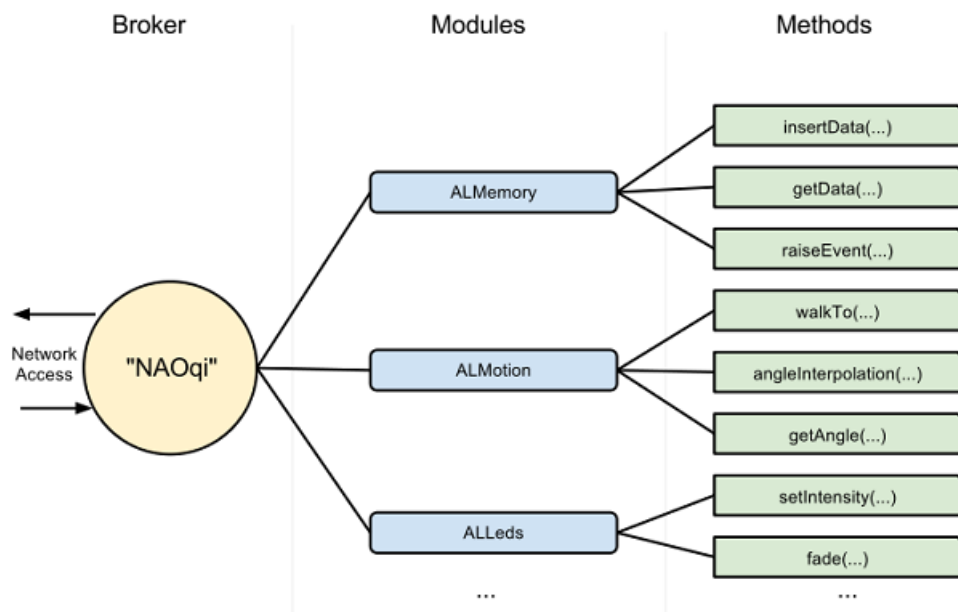 Broker
Modules
Methods
Network
Access
"NAOqi"
ALMemory
insertData(...)
getData(...)
raiseEvent(...)
ALMotion
walkTo(...)
angleInterpolation(...)
getAngle(...)
ALLeds
setIntensity(...)
fade(...)
...
...